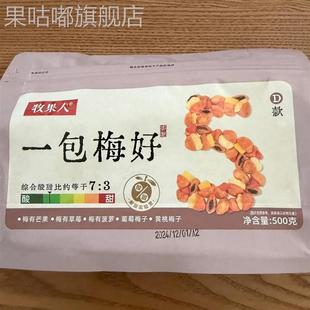 果咕嘟旗舰店
牧果人
D
款
一包梅好
综合酸甜比约等于7:3
酸
甜
•梅有芒果 •梅有草莓 •梅有菠萝 •葡萄梅子 •黄桃梅子
净含量:500克
2024/12/01/12